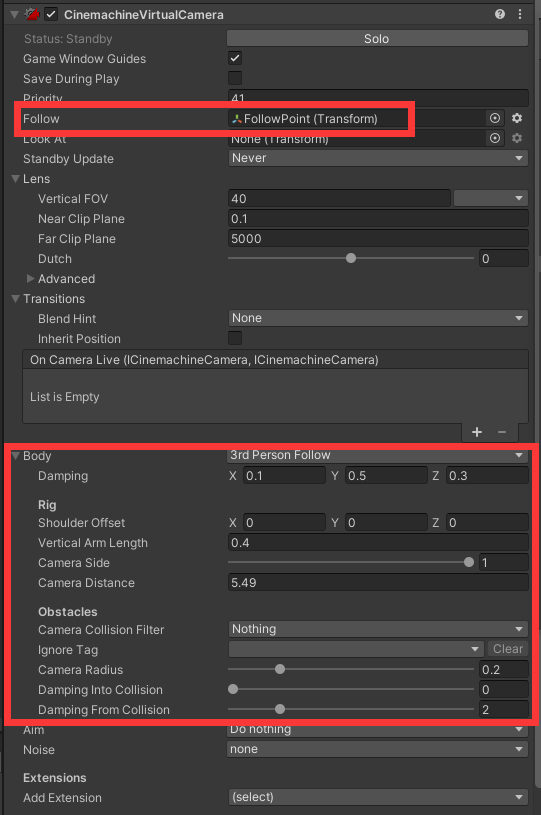 CinemachineVirtualCamera
Status: Standby Solo
Game Window Guides
Save During Play
Priority 41
Follow FollowPoint (Transform)
Look At None (Transform)
Standby Update Never
Lens
Vertical FOV 40
Near Clip Plane 0.1
Far Clip Plane 5000
Dutch 0
Advanced
Transitions
Blend Hint None
Inherit Position
On Camera Live (ICinemachineCamera, ICinemachineCamera)
List is Empty
Body 3rd Person Follow
Damping X 0.1 Y 0.5 Z 0.3
Rig
Shoulder Offset X 0 Y 0 Z 0
Vertical Arm Length 0.4
Camera Side 1
Camera Distance 5.49
Obstacles
Camera Collision Filter Nothing
Ignore Tag Clear
Camera Radius 0.2
Damping Into Collision 0
Damping From Collision 2
Aim Do nothing
Noise none
Extensions
Add Extension (select)